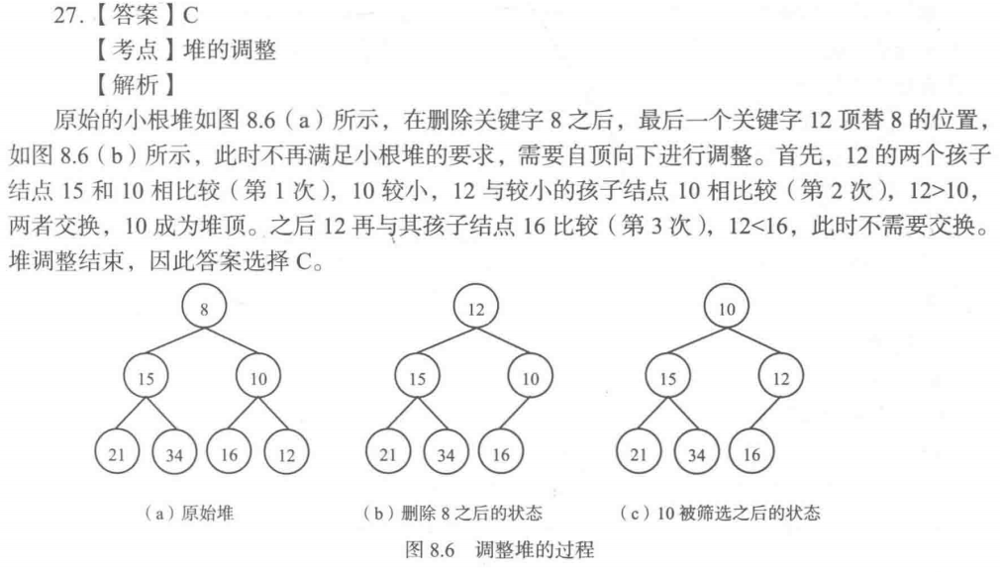 27.【答案】C
【考点】堆的调整
【解析】
原始的小根堆如图 8.6（a）所示，在删除关键字 8 之后，最后一个关键字 12 顶替 8 的位置，
如图 8.6（b）所示，此时不再满足小根堆的要求，需要自顶向下进行调整。首先，12 的两个孩子
结点 15 和 10 相比较（第 1 次），10 较小，12 与较小的孩子结点 10 相比较（第 2 次），12>10，
两者交换，10 成为堆顶。之后 12 再与其孩子结点 16 比较（第 3 次），12<16，此时不需要交换。
堆调整结束，因此答案选择 C。
8 12 10
15 10 15 10 15 12
21 34 16 12 21 34 16 21 34 16
（a）原始堆 （b）删除 8 之后的状态 （c）10 被筛选之后的状态
图 8.6 调整堆的过程